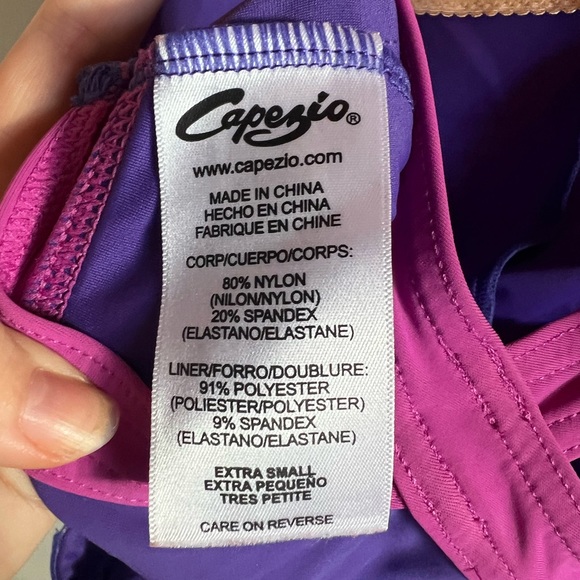 Capezio®
www.capezio.com
MADE IN CHINA
HECHO EN CHINA
FABRIQUE EN CHINE
CORP/CUERPO/CORPS:
80% NYLON
(NILON/NYLON)
20% SPANDEX
(ELASTANO/ELASTANE)
LINER/FORRO/DOUBLURE:
91% POLYESTER
(POLIESTER/POLYESTER)
9% SPANDEX
(ELASTANO/ELASTANE)
EXTRA SMALL
EXTRA PEQUEÑO
TRES PETITE
CARE ON REVERSE